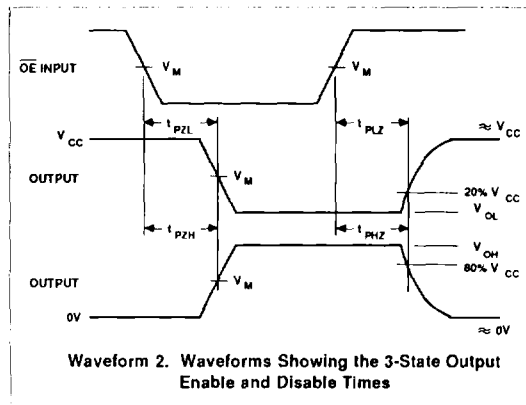 OE INPUT
V M
V M
t PZL
t PLZ
V CC
≈ V CC
OUTPUT
V M
20% V CC
V OL
t PZH
t PHZ
V OH
80% V CC
OUTPUT
V M
0V
≈ 0V
Waveform 2. Waveforms Showing the 3-State Output
Enable and Disable Times